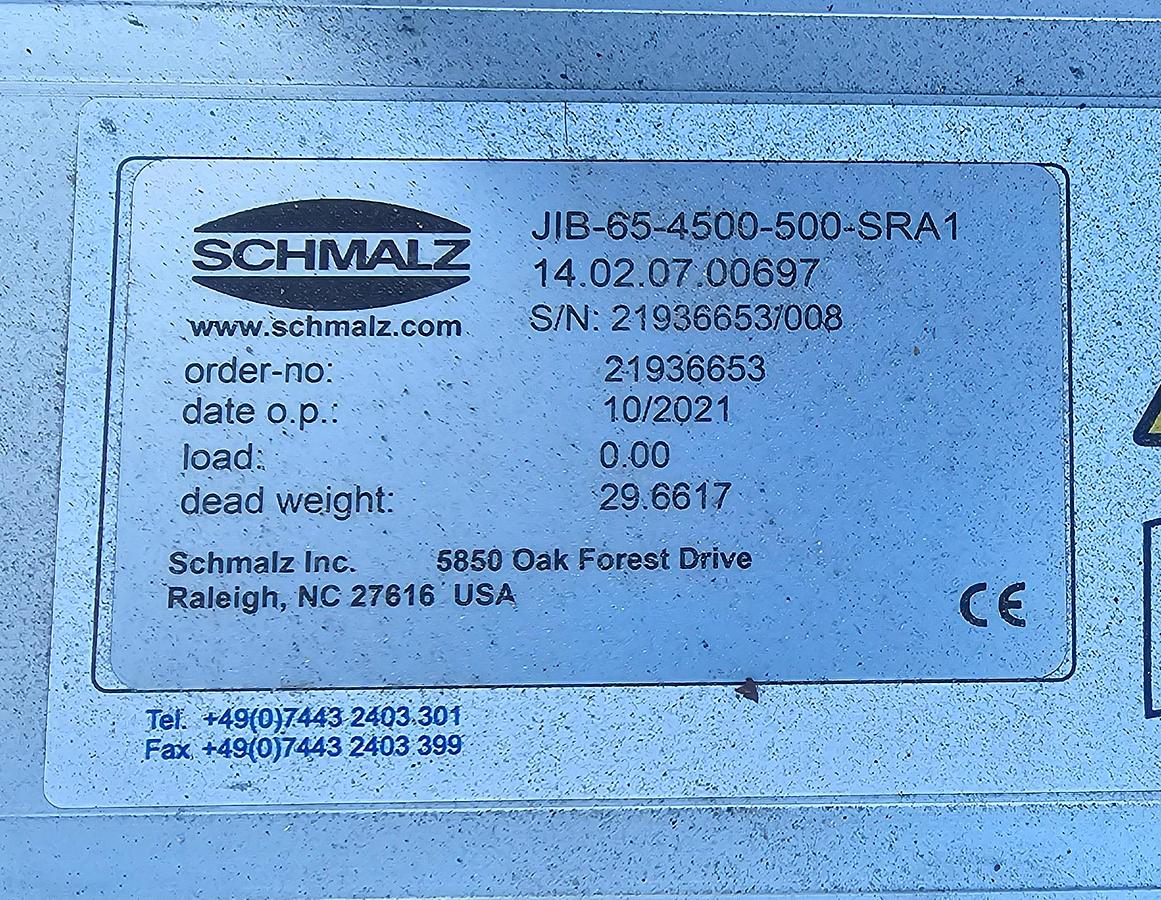 SCHMALZ
www.schmalz.com
JIB-65-4500-500-SRA1
14.02.07.00697
S/N: 21936653/008
order-no: 21936653
date o.p.: 10/2021
load: 0.00
dead weight: 29.6617
Schmalz Inc. 5850 Oak Forest Drive
Raleigh, NC 27616 USA
CE
Tel. +49(0)7443 2403 301
Fax +49(0)7443 2403 399